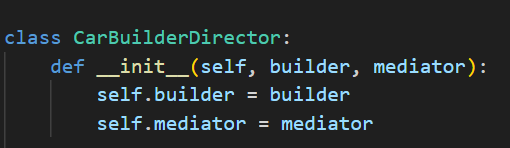 class CarBuilderDirector:
    def __init__(self, builder, mediator):
        self.builder = builder
        self.mediator = mediator